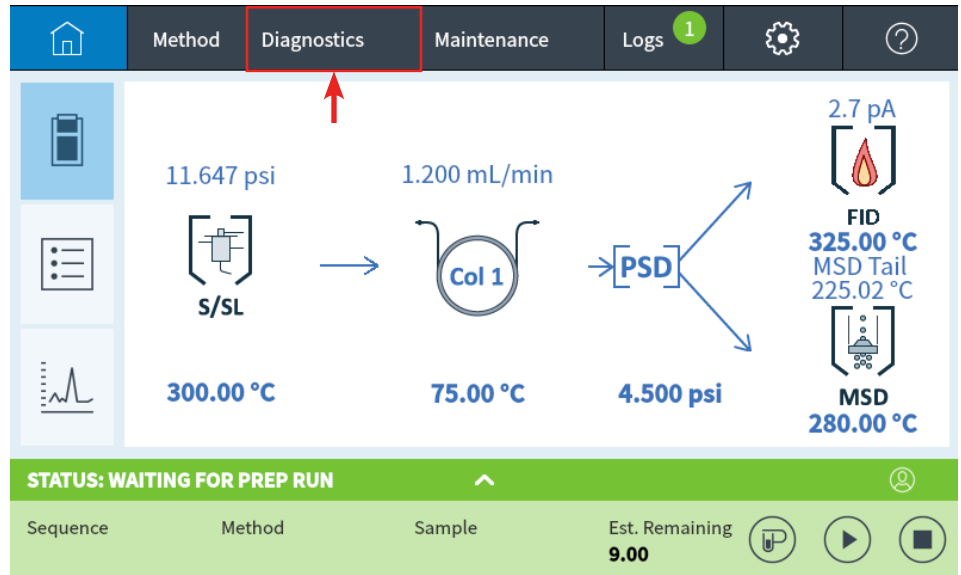 Method Diagnostics Maintenance Logs 1
2.7 pA
11.647 psi 1.200 mL/min
FID
325.00 °C
S/SL Col 1 PSD MSD Tail
225.02 °C
300.00 °C 75.00 °C 4.500 psi MSD
280.00 °C
STATUS: WAITING FOR PREP RUN
Sequence Method Sample Est. Remaining
9.00